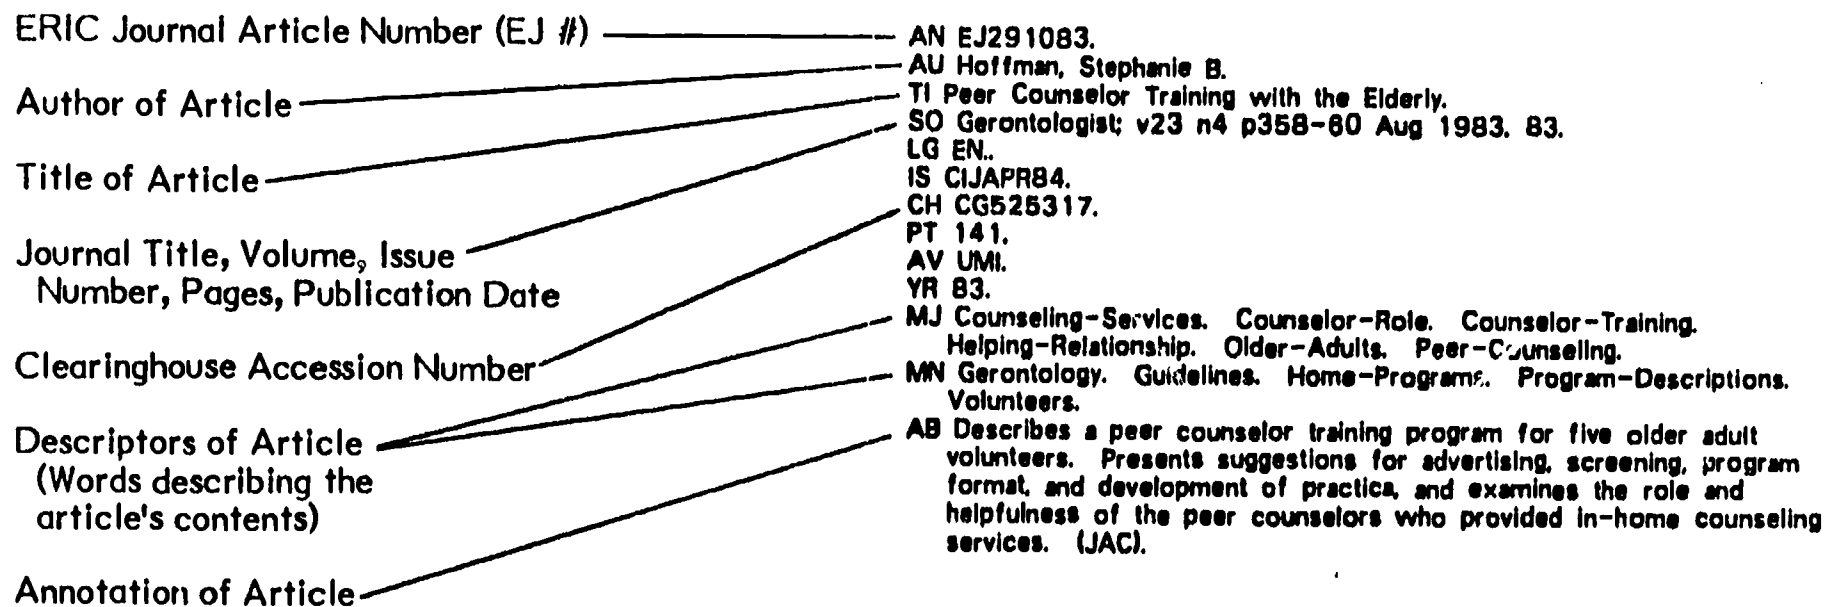 ERIC Journal Article Number (EJ #)
Author of Article
Title of Article
Journal Title, Volume, Issue
Number, Pages, Publication Date
Clearinghouse Accession Number
Descriptors of Article
(Words describing the
article's contents)
Annotation of Article
AN EJ291083.
AU Hoffman, Stephanie B.
TI Peer Counselor Training with the Elderly.
SO Gerontologist; v23 n4 p358-60 Aug 1983. 83.
LG EN..
IS CIJAPR84.
CH CG525317.
PT 141.
AV UMI.
YR 83.
MJ Counseling-Services. Counselor-Role. Counselor-Training.
Helping-Relationship. Older-Adults. Peer-Counseling.
MN Gerontology. Guidelines. Home-Programs. Program-Descriptions.
Volunteers.
AB Describes a peer counselor training program for five older adult
volunteers. Presents suggestions for advertising, screening, program
format, and development of practica, and examines the role and
helpfulness of the peer counselors who provided in-home counseling
services. (JAC).